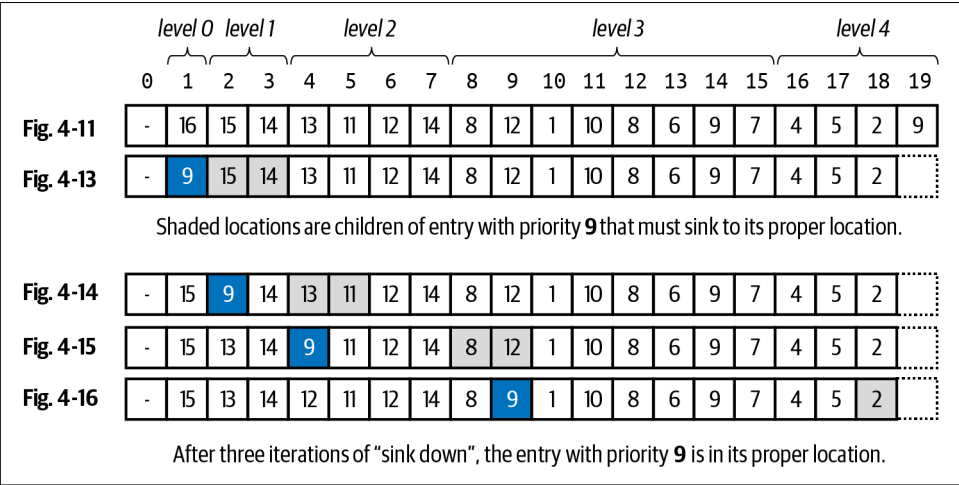 level 0 level 1 level 2 level 3 level 4
0 1 2 3 4 5 6 7 8 9 10 11 12 13 14 15 16 17 18 19
Fig. 4-11 - 16 15 14 13 11 12 14 8 12 1 10 8 6 9 7 4 5 2 9
Fig. 4-13 - 9 15 14 13 11 12 14 8 12 1 10 8 6 9 7 4 5 2
Shaded locations are children of entry with priority 9 that must sink to its proper location.
Fig. 4-14 - 15 9 14 13 11 12 14 8 12 1 10 8 6 9 7 4 5 2
Fig. 4-15 - 15 13 14 9 11 12 14 8 12 1 10 8 6 9 7 4 5 2
Fig. 4-16 - 15 13 14 12 11 12 14 8 9 1 10 8 6 9 7 4 5 2
After three iterations of “sink down”, the entry with priority 9 is in its proper location.